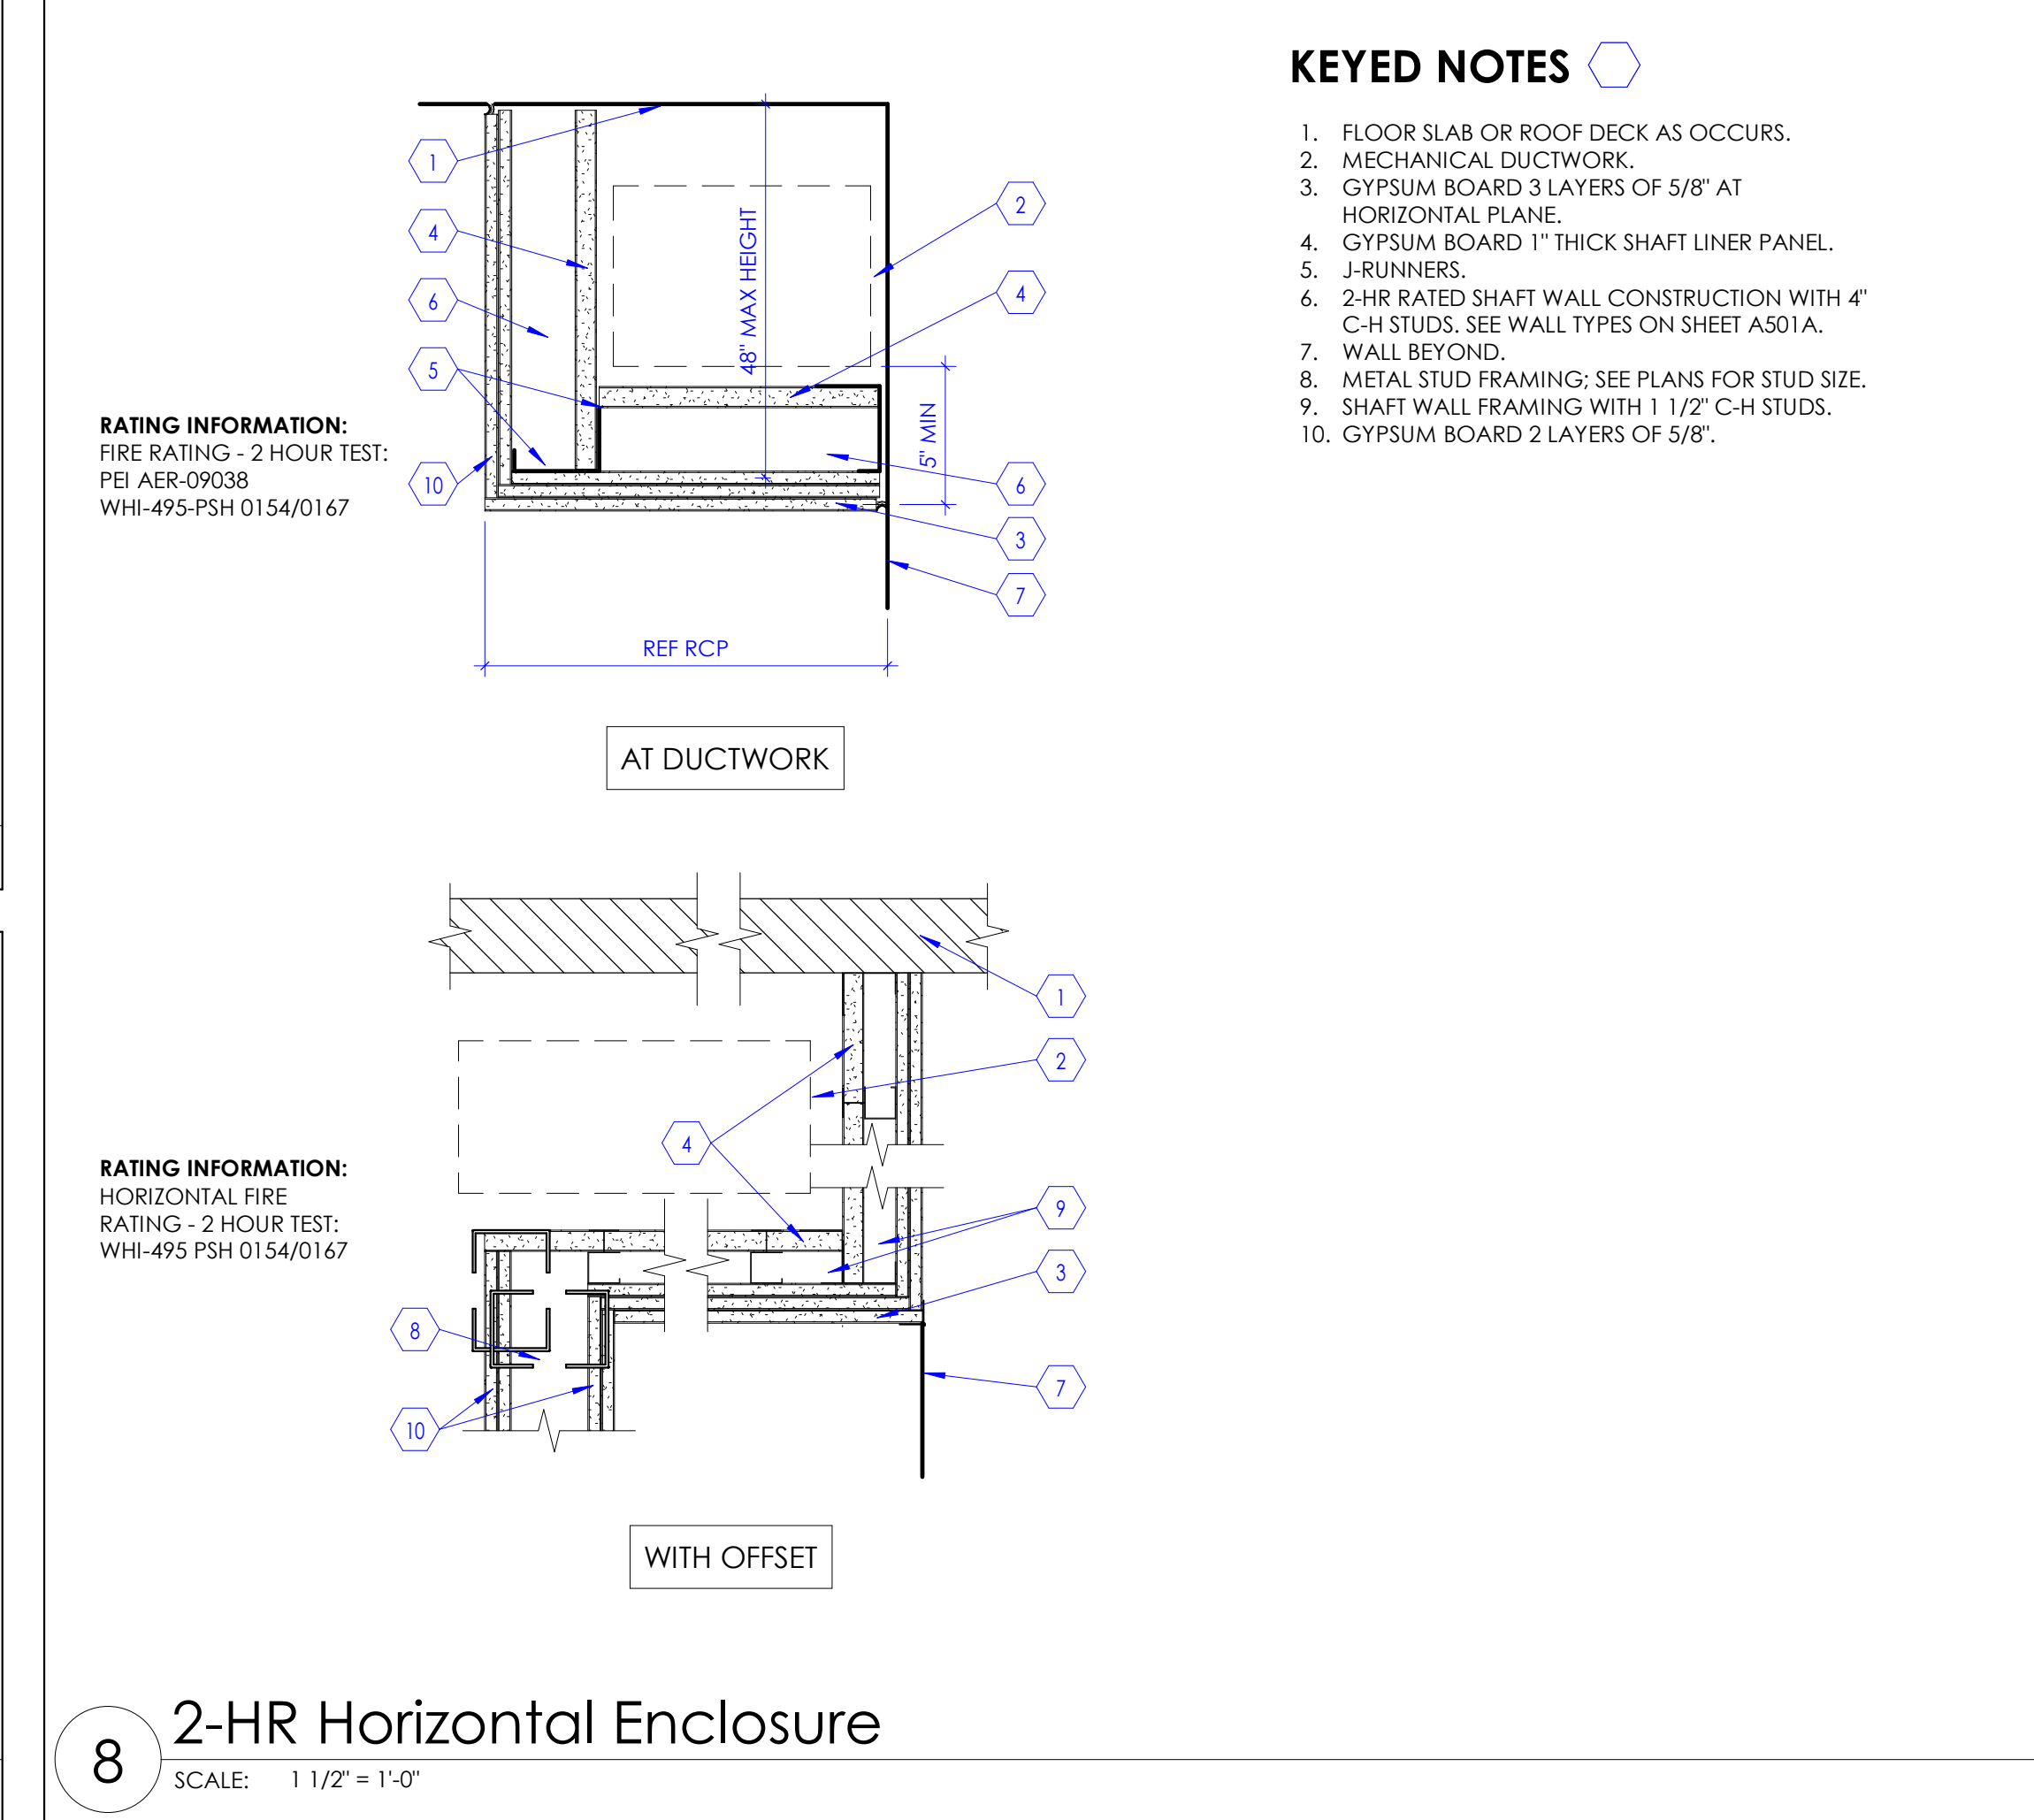 KEYED NOTES
1. FLOOR SLAB OR ROOF DECK AS OCCURS.
2. MECHANICAL DUCTWORK.
3. GYPSUM BOARD 3 LAYERS OF 5/8" AT
HORIZONTAL PLANE.
4. GYPSUM BOARD 1" THICK SHAFT LINER PANEL.
5. J-RUNNERS.
6. 2-HR RATED SHAFT WALL CONSTRUCTION WITH 4"
C-H STUDS. SEE WALL TYPES ON SHEET A501A.
7. WALL BEYOND.
8. METAL STUD FRAMING; SEE PLANS FOR STUD SIZE.
9. SHAFT WALL FRAMING WITH 1 1/2" C-H STUDS.
10. GYPSUM BOARD 2 LAYERS OF 5/8".
1
4
6
5
10
2
4
6
3
7
48" MAX HEIGHT
5" MIN
REF RCP
RATING INFORMATION:
FIRE RATING - 2 HOUR TEST:
PEI AER-09038
WHI-495-PSH 0154/0167
AT DUCTWORK
1
2
4
9
3
8
7
10
RATING INFORMATION:
HORIZONTAL FIRE
RATING - 2 HOUR TEST:
WHI-495 PSH 0154/0167
WITH OFFSET
8
2-HR Horizontal Enclosure
SCALE: 1 1/2" = 1'-0"